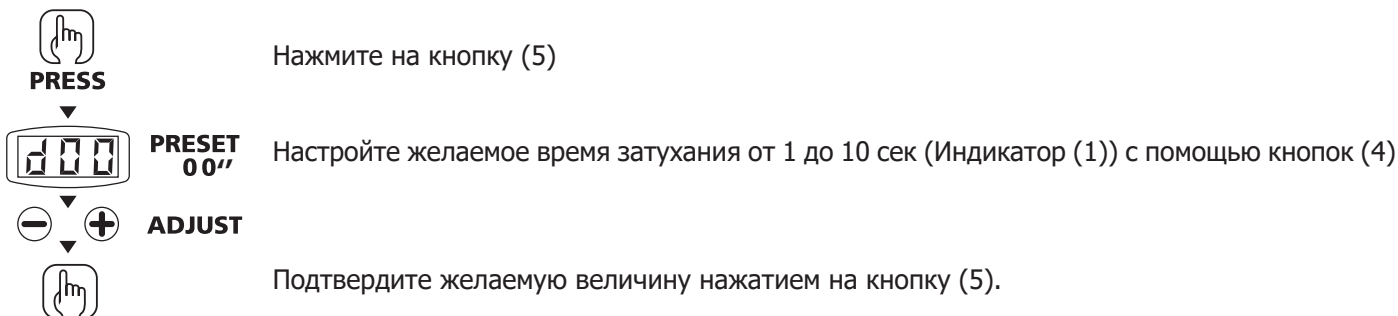 Нажмите на кнопку (5)
PRESS
d00
PRESET
00″
Настройте желаемое время затухания от 1 до 10 сек (Индикатор (1)) с помощью кнопок (4)
ADJUST
Подтвердите желаемую величину нажатием на кнопку (5).